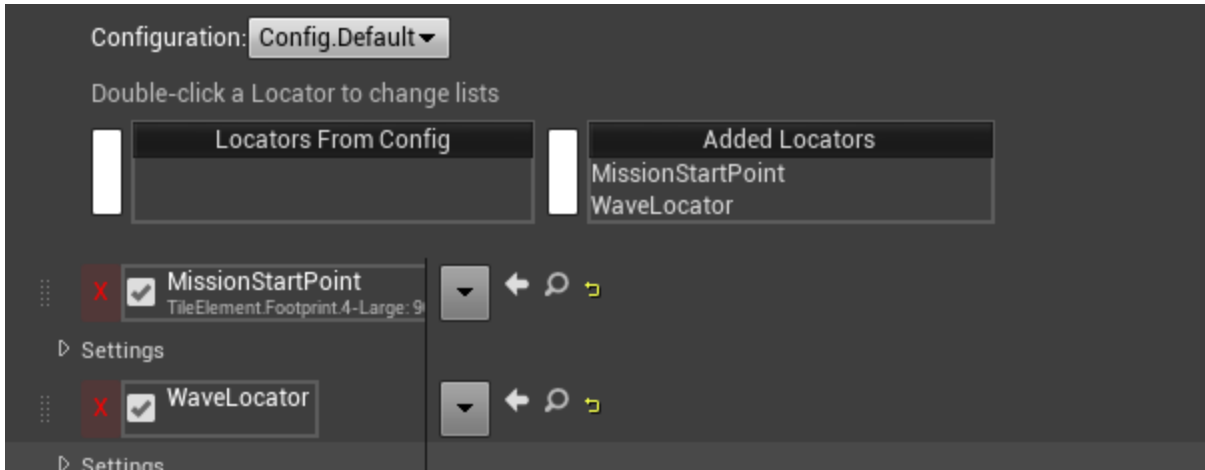 Configuration: Config.Default
Double-click a Locator to change lists
Locators From Config
Added Locators
MissionStartPoint
WaveLocator
X
MissionStartPoint
TileElement.Footprint.4-Large: 9
Settings
X
WaveLocator
Settings